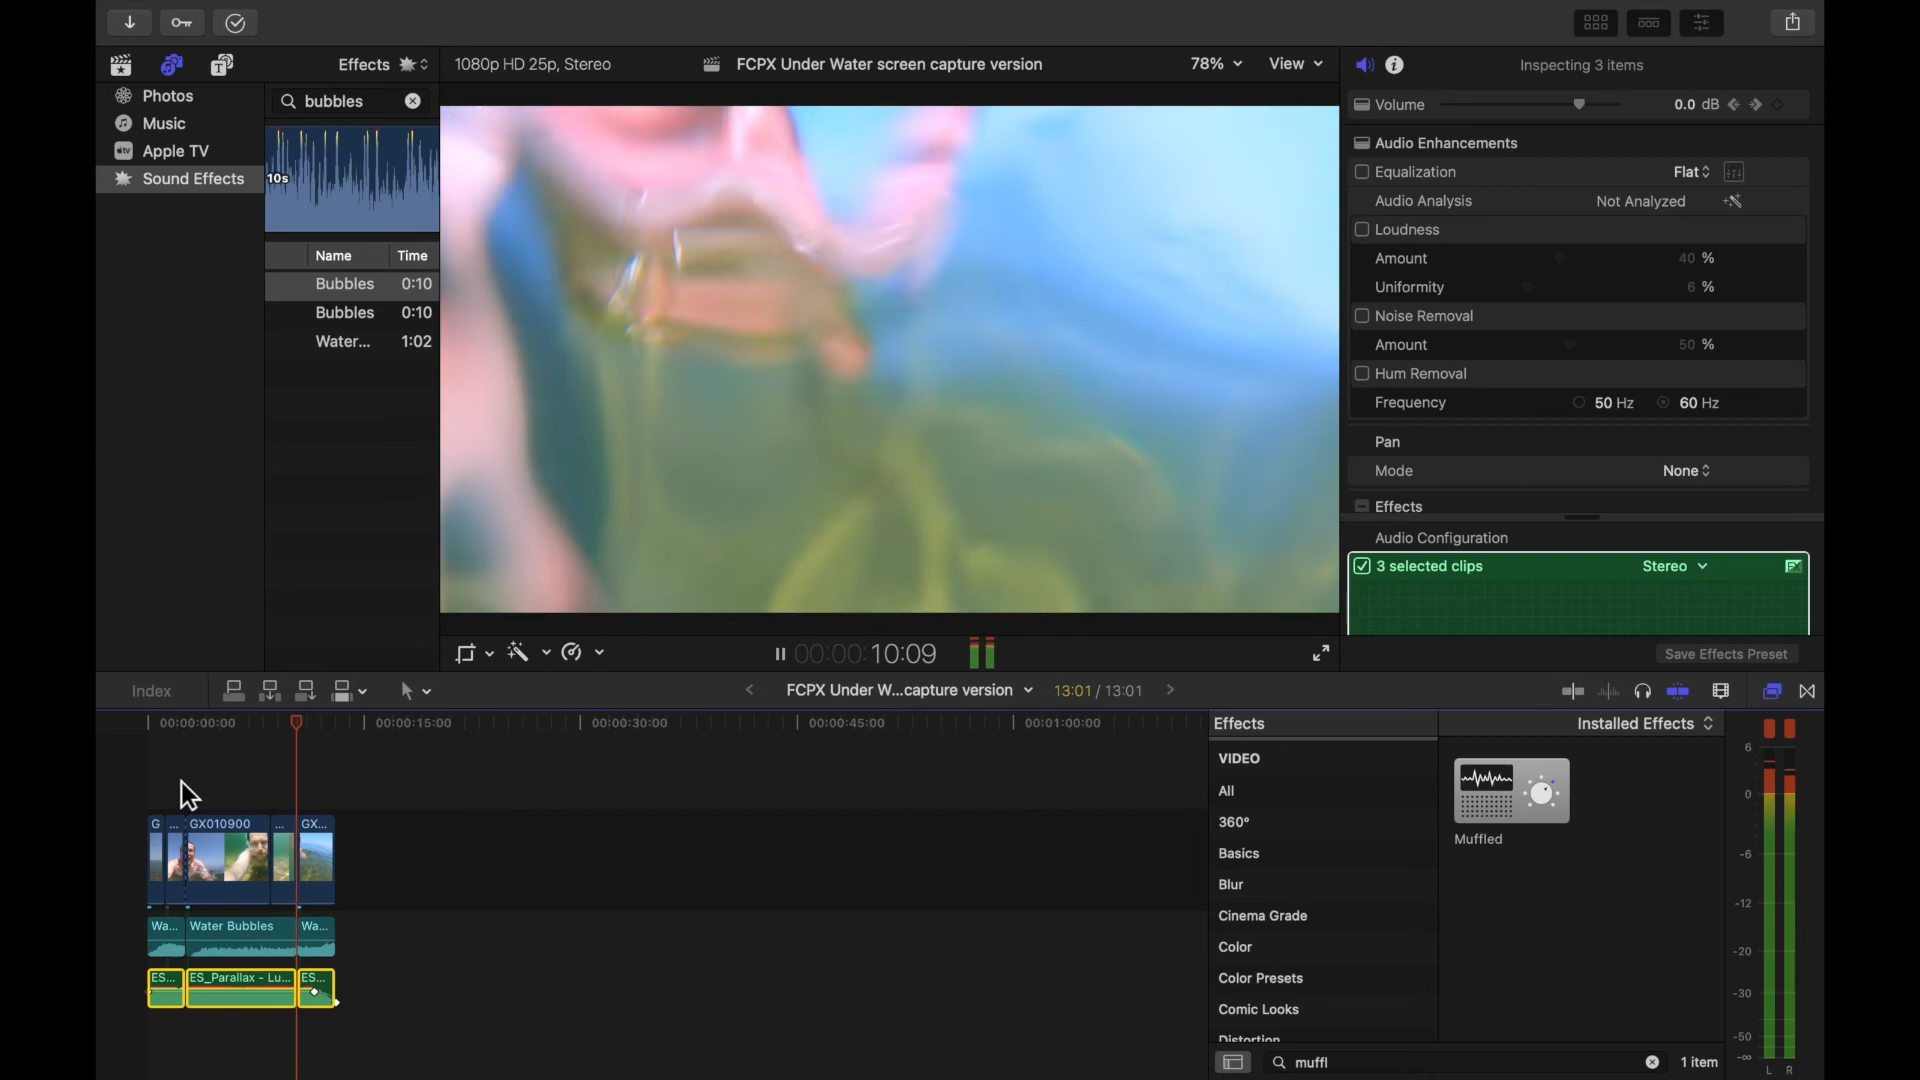 Effects
1080p HD 25p, Stereo
FCPX Under Water screen capture version
78%
View
Inspecting 3 items
Photos
Music
Apple TV
Sound Effects
bubbles
10s
Name Time
Bubbles 0:10
Bubbles 0:10
Water... 1:02
Volume 0.0 dB
Audio Enhancements
Equalization Flat
Audio Analysis Not Analyzed
Loudness
Amount 40 %
Uniformity 6 %
Noise Removal
Amount 50 %
Hum Removal
Frequency 50 Hz 60 Hz
Pan
Mode None
Effects
Audio Configuration
3 selected clips Stereo
Save Effects Preset
00:00:00:10:09
Index
FCPX Under W...capture version
13:01 / 13:01
00:00:00:00 00:00:15:00 00:00:30:00 00:00:45:00 00:01:00:00
G ... GX010900 ... GX...
Wa... Water Bubbles Wa...
ES... ES_Parallax - Lu... ES...
Effects
Installed Effects
VIDEO
All
360°
Basics
Blur
Cinema Grade
Color
Color Presets
Comic Looks
Distortion
Muffled
muffl
1 item
6
0
-6
-12
-20
-30
-50
-∞
L R